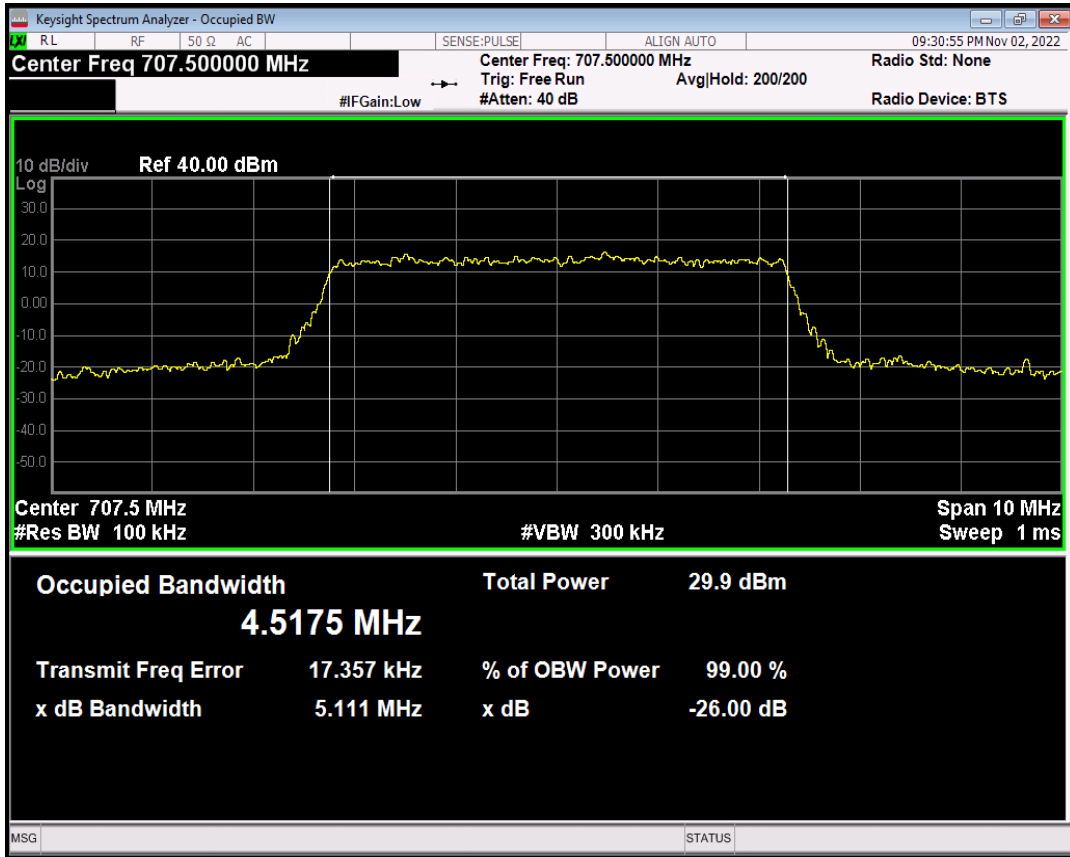 Keysight Spectrum Analyzer - Occupied BW
LXI RL RF 50 Ω AC SENSE:PULSE ALIGN AUTO 09:30:55 PM Nov 02, 2022
Center Freq 707.500000 MHz Center Freq: 707.500000 MHz Radio Std: None
Trig: Free Run Avg|Hold: 200/200
#IFGain:Low #Atten: 40 dB Radio Device: BTS
10 dB/div Ref 40.00 dBm
Log
30.0
20.0
10.0
0.00
-10.0
-20.0
-30.0
-40.0
-50.0
Center 707.5 MHz Span 10 MHz
#Res BW 100 kHz #VBW 300 kHz Sweep 1 ms
Occupied Bandwidth Total Power 29.9 dBm
4.5175 MHz
Transmit Freq Error 17.357 kHz % of OBW Power 99.00 %
x dB Bandwidth 5.111 MHz x dB -26.00 dB
MSG STATUS